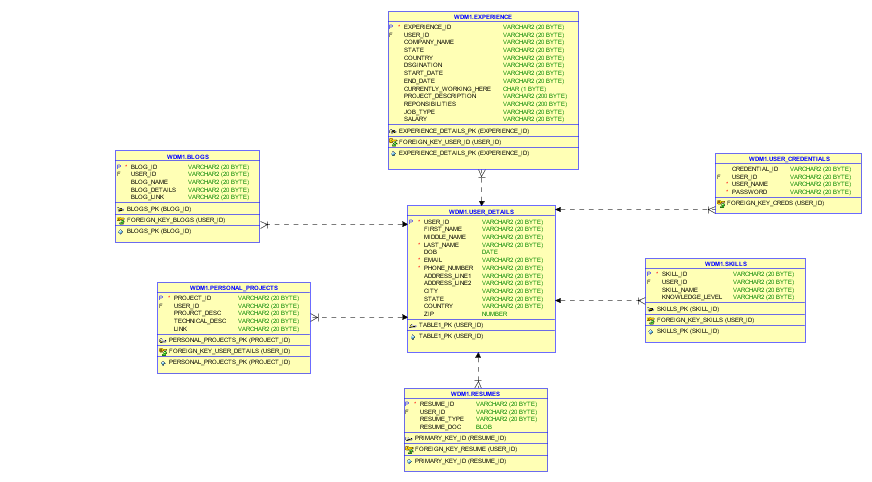 WDM1.EXPERIENCE
P * EXPERIENCE_ID VARCHAR2 (20 BYTE)
F USER_ID VARCHAR2 (20 BYTE)
COMPANY_NAME VARCHAR2 (20 BYTE)
STATE VARCHAR2 (20 BYTE)
COUNTRY VARCHAR2 (20 BYTE)
DSGINATION VARCHAR2 (20 BYTE)
START_DATE VARCHAR2 (20 BYTE)
END_DATE VARCHAR2 (20 BYTE)
CURRENTLY_WORKING_HERE CHAR (1 BYTE)
PROJECT_DESCRIPTION VARCHAR2 (200 BYTE)
REPONSIBILITIES VARCHAR2 (200 BYTE)
JOB_TYPE VARCHAR2 (20 BYTE)
SALARY VARCHAR2 (20 BYTE)
EXPERIENCE_DETAILS_PK (EXPERIENCE_ID)
FOREIGN_KEY_USER_ID (USER_ID)
EXPERIENCE_DETAILS_PK (EXPERIENCE_ID)
WDM1.BLOGS
P * BLOG_ID VARCHAR2 (20 BYTE)
F USER_ID VARCHAR2 (20 BYTE)
BLOG_NAME VARCHAR2 (20 BYTE)
BLOG_DETAILS VARCHAR2 (20 BYTE)
BLOG_LINK VARCHAR2 (20 BYTE)
BLOGS_PK (BLOG_ID)
FOREIGN_KEY_BLOGS (USER_ID)
BLOGS_PK (BLOG_ID)
WDM1.USER_CREDENTIALS
CREDENTIAL_ID VARCHAR2 (20 BYTE)
F USER_ID VARCHAR2 (20 BYTE)
* USER_NAME VARCHAR2 (20 BYTE)
* PASSWORD VARCHAR2 (20 BYTE)
FOREIGN_KEY_CREDS (USER_ID)
WDM1.USER_DETAILS
P * USER_ID VARCHAR2 (20 BYTE)
FIRST_NAME VARCHAR2 (20 BYTE)
MIDDLE_NAME VARCHAR2 (20 BYTE)
* LAST_NAME VARCHAR2 (20 BYTE)
DOB DATE
* EMAIL VARCHAR2 (20 BYTE)
* PHONE_NUMBER VARCHAR2 (20 BYTE)
ADDRESS_LINE1 VARCHAR2 (20 BYTE)
ADDRESS_LINE2 VARCHAR2 (20 BYTE)
CITY VARCHAR2 (20 BYTE)
STATE VARCHAR2 (20 BYTE)
COUNTRY VARCHAR2 (20 BYTE)
ZIP NUMBER
TABLE1_PK (USER_ID)
TABLE1_PK (USER_ID)
WDM1.SKILLS
P * SKILL_ID VARCHAR2 (20 BYTE)
F USER_ID VARCHAR2 (20 BYTE)
SKILL_NAME VARCHAR2 (20 BYTE)
KNOWLEDGE_LEVEL VARCHAR2 (20 BYTE)
SKILLS_PK (SKILL_ID)
FOREIGN_KEY_SKILLS (USER_ID)
SKILLS_PK (SKILL_ID)
WDM1.PERSONAL_PROJECTS
P * PROJECT_ID VARCHAR2 (20 BYTE)
F USER_ID VARCHAR2 (20 BYTE)
PROJRCT_DESC VARCHAR2 (20 BYTE)
TECHNICAL_DESC VARCHAR2 (20 BYTE)
LINK VARCHAR2 (20 BYTE)
PERSONAL_PROJECTS_PK (PROJECT_ID)
FOREIGN_KEY_USER_DETAILS (USER_ID)
PERSONAL_PROJECTS_PK (PROJECT_ID)
WDM1.RESUMES
P * RESUME_ID VARCHAR2 (20 BYTE)
F USER_ID VARCHAR2 (20 BYTE)
RESUME_TYPE VARCHAR2 (20 BYTE)
RESUME_DOC BLOB
PRIMARY_KEY_ID (RESUME_ID)
FOREIGN_KEY_RESUME (USER_ID)
PRIMARY_KEY_ID (RESUME_ID)